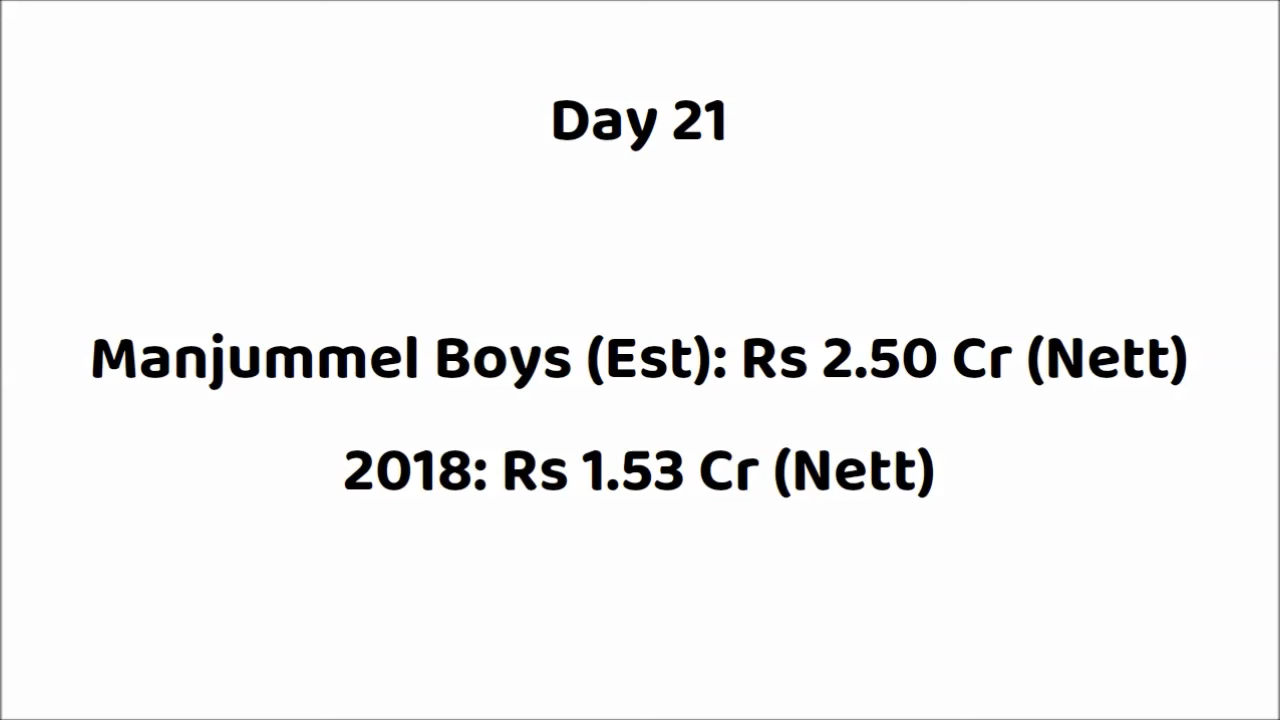 Day 21
Manjummel Boys (Est): Rs 2.50 Cr (Nett)
2018: Rs 1.53 Cr (Nett)